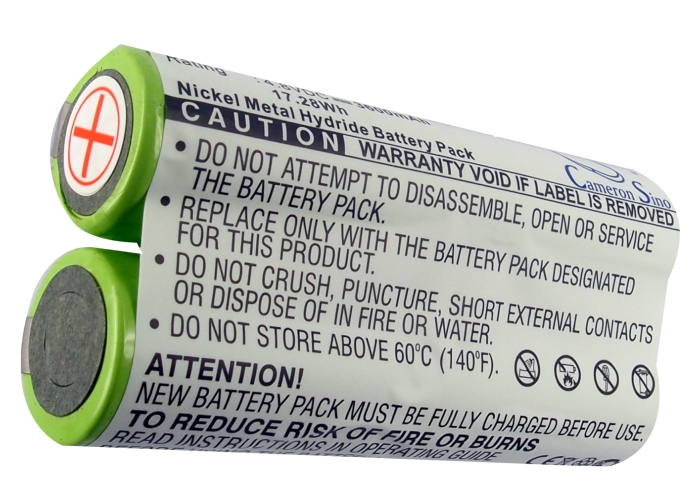 Rating : 4.8VDC 3600mAh
17.28Wh
Nickel Metal Hydride Battery Pack
CAUTION
WARRANTY VOID IF LABEL IS REMOVED
Cameron Sino
• DO NOT ATTEMPT TO DISASSEMBLE, OPEN OR SERVICE
THE BATTERY PACK.
• REPLACE ONLY WITH THE BATTERY PACK DESIGNATED
FOR THIS PRODUCT.
• DO NOT CRUSH, PUNCTURE, SHORT EXTERNAL CONTACTS
OR DISPOSE OF IN FIRE OR WATER.
• DO NOT STORE ABOVE 60°C (140°F).
ATTENTION!
NEW BATTERY PACK MUST BE FULLY CHARGED BEFORE USE.
TO REDUCE RISK OF FIRE OR BURNS
READ INSTRUCTIONS IN OPERATING GUIDE